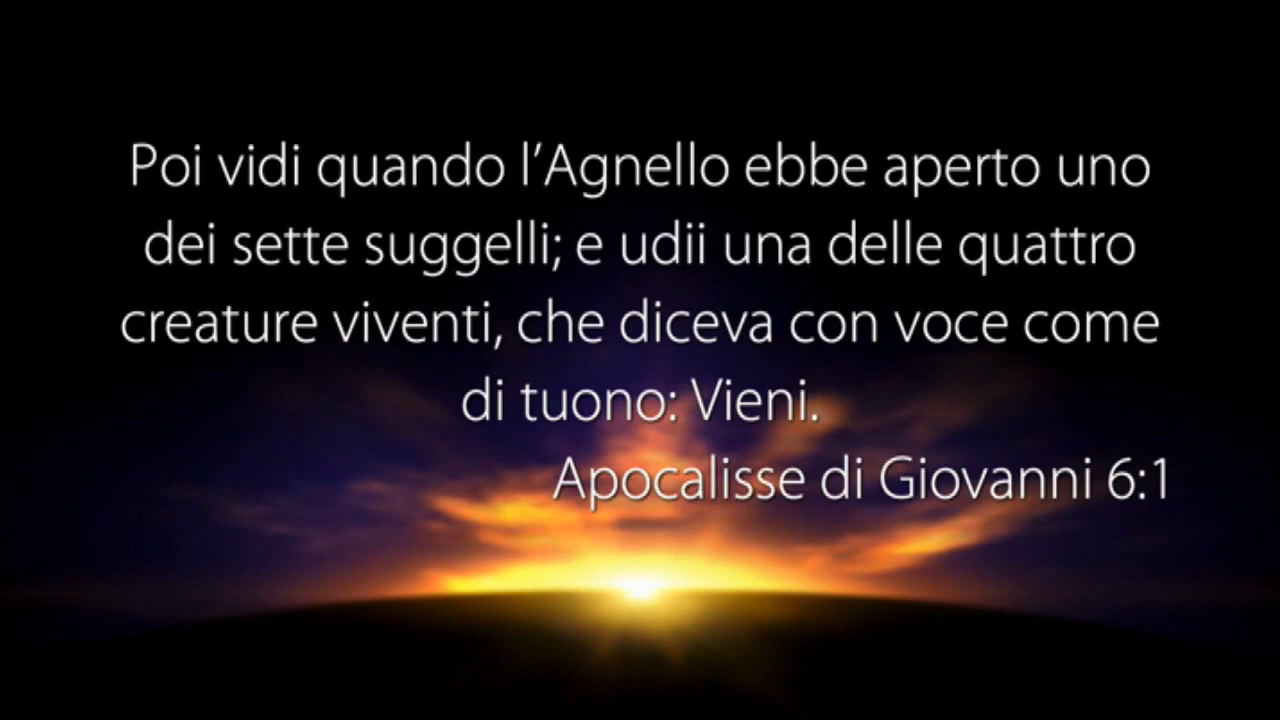 Poi vidi quando l’Agnello ebbe aperto uno
dei sette suggelli; e udii una delle quattro
creature viventi, che diceva con voce come
di tuono: Vieni.
Apocalisse di Giovanni 6:1